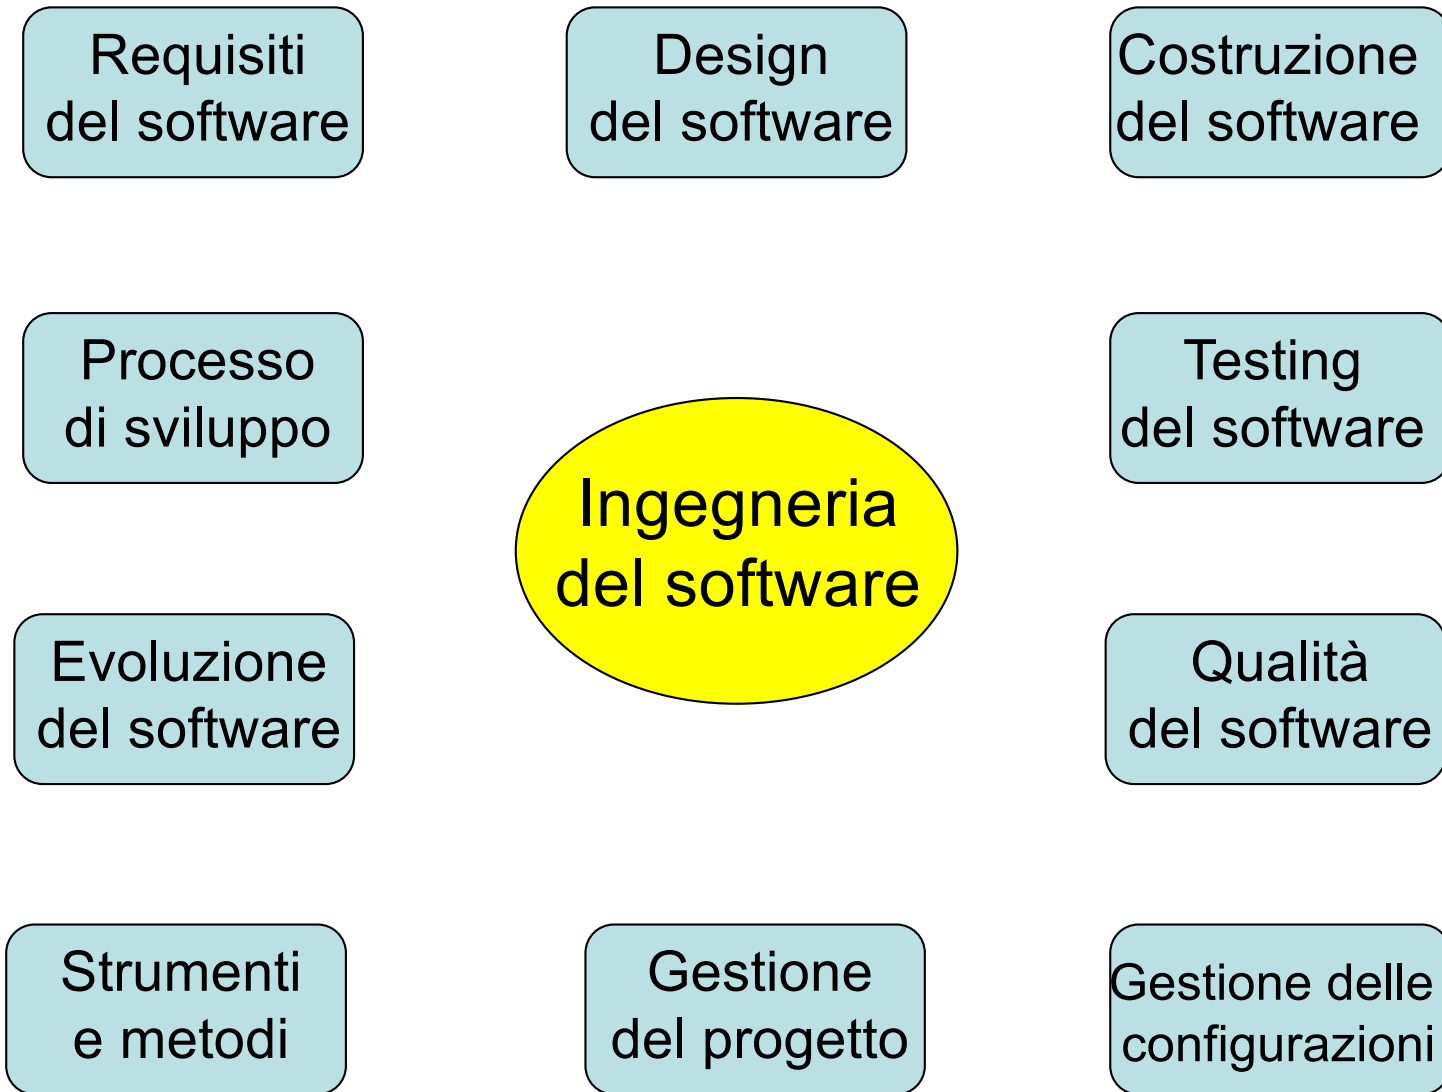 Requisiti
del software
Design
del software
Costruzione
del software
Processo
di sviluppo
Testing
del software
Ingegneria
del software
Evoluzione
del software
Qualità
del software
Strumenti
e metodi
Gestione
del progetto
Gestione delle
configurazioni